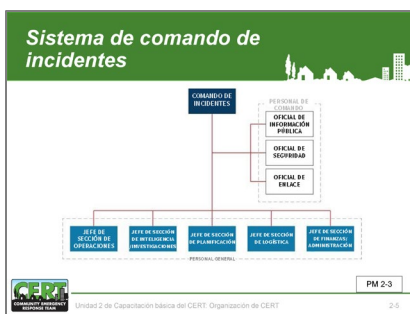 Sistema de comando de
incidentes
COMANDO DE
INCIDENTES
PERSONAL DE
COMANDO
OFICIAL DE
INFORMACIÓN
PÚBLICA
OFICIAL DE
SEGURIDAD
OFICIAL DE
ENLACE
JEFE DE
SECCIÓN DE
OPERACIONES
JEFE DE SECCIÓN
DE INTELIGENCIA
/INVESTIGACIONES
JEFE DE SECCIÓN
DE PLANIFICACIÓN
JEFE DE SECCIÓN
DE LOGÍSTICA
JEFE DE SECCIÓN
DE FINANZAS/
ADMINISTRACIÓN
PERSONAL GENERAL
PM 2-3
CERT
COMMUNITY EMERGENCY
RESPONSE TEAM
Unidad 2 de Capacitación básica del CERT: Organización de CERT
2-5